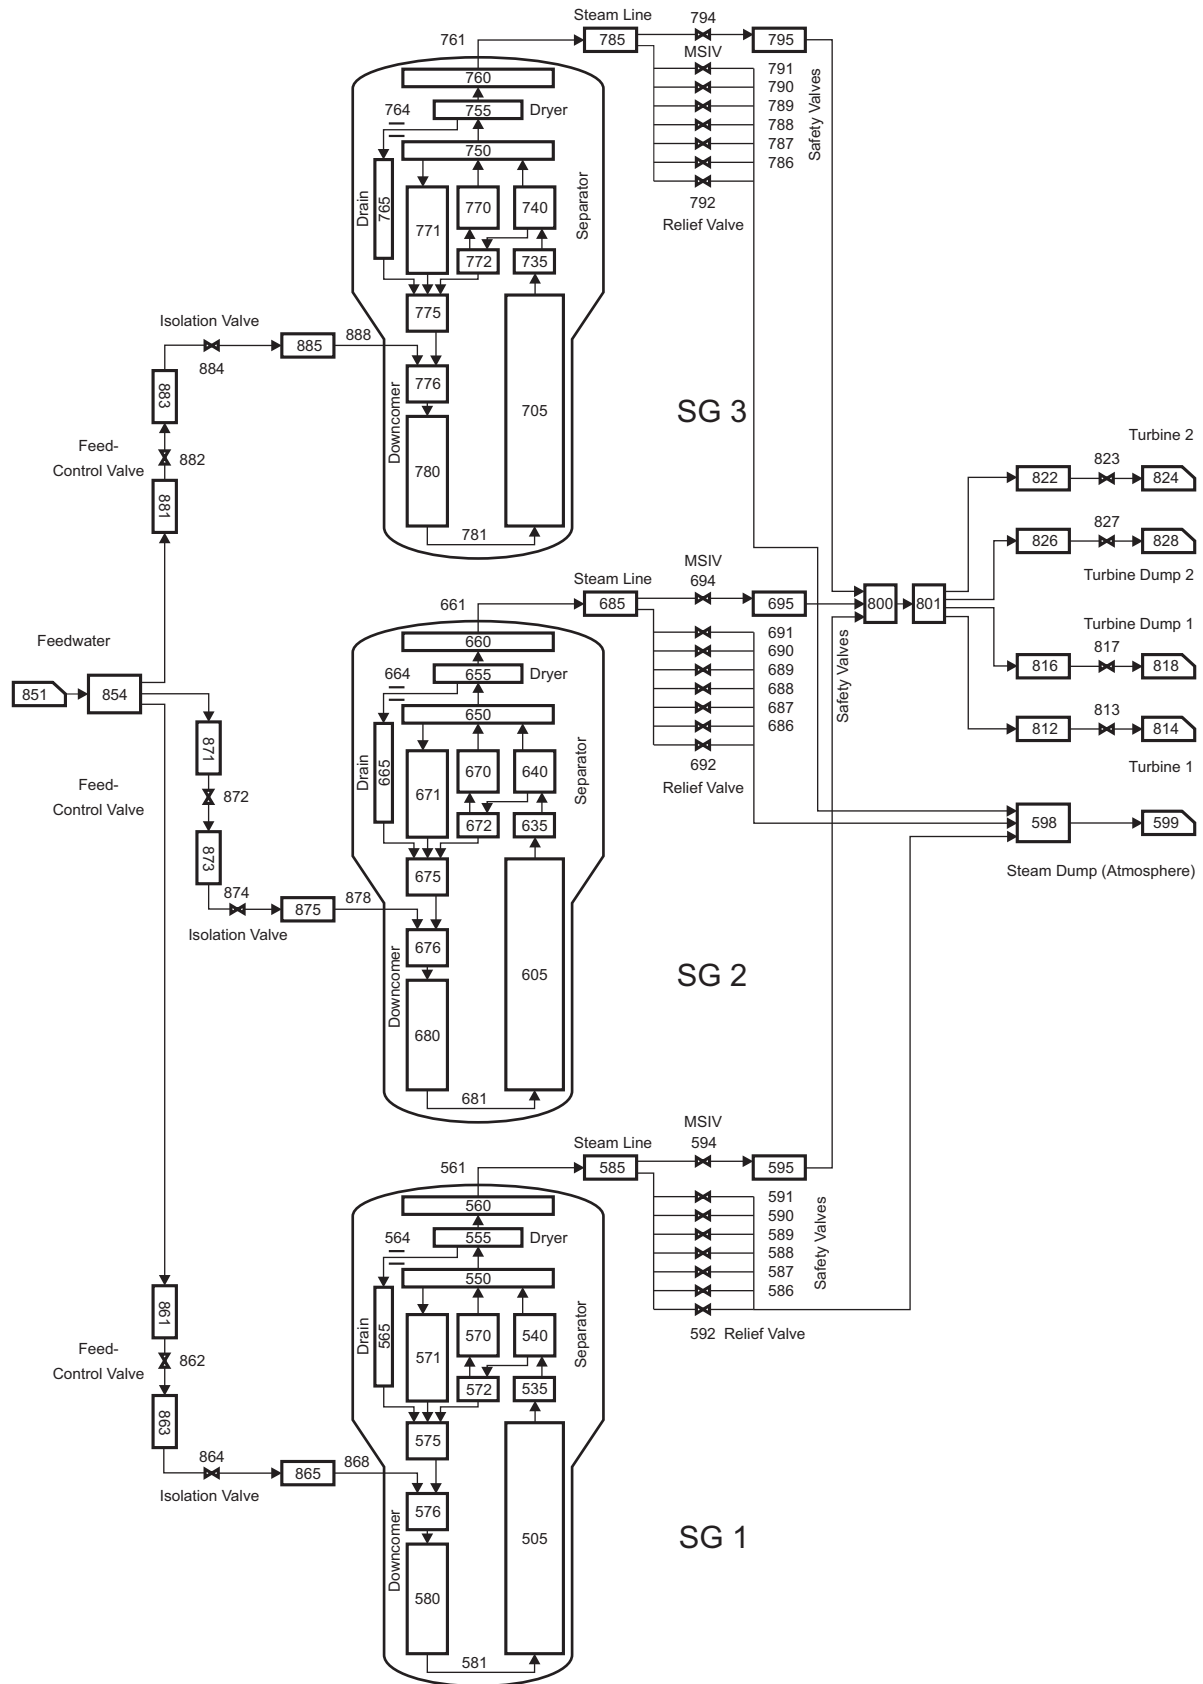 Steam Line
794
761
785
795
MSIV
760
791
790
764
755
Dryer
789
788
750
787
786
Safety Valves
792
Relief Valve
Drain
765
771
770
740
Separator
772
735
775
Isolation Valve
888
885
884
776
883
705
SG 3
Downcomer
Feed-
Control Valve
882
780
881
781
Turbine 2
823
822
824
827
826
828
Turbine Dump 2
Steam Line
MSIV
694
661
685
695
800
801
660
691
690
664
655
Dryer
689
688
650
687
686
Safety Valves
692
Relief Valve
Turbine Dump 1
817
816
818
813
812
814
Turbine 1
Feedwater
851
854
871
Feed-
Control Valve
872
873
Drain
665
671
670
640
Separator
672
635
675
598
599
Steam Dump (Atmosphere)
874
875
878
Isolation Valve
676
605
SG 2
Downcomer
680
681
Steam Line
MSIV
594
561
585
595
560
591
590
564
555
Dryer
589
588
550
587
586
Safety Valves
592 Relief Valve
861
Feed-
Control Valve
862
863
Drain
565
571
570
540
Separator
572
535
575
864
865
868
Isolation Valve
576
505
SG 1
Downcomer
580
581